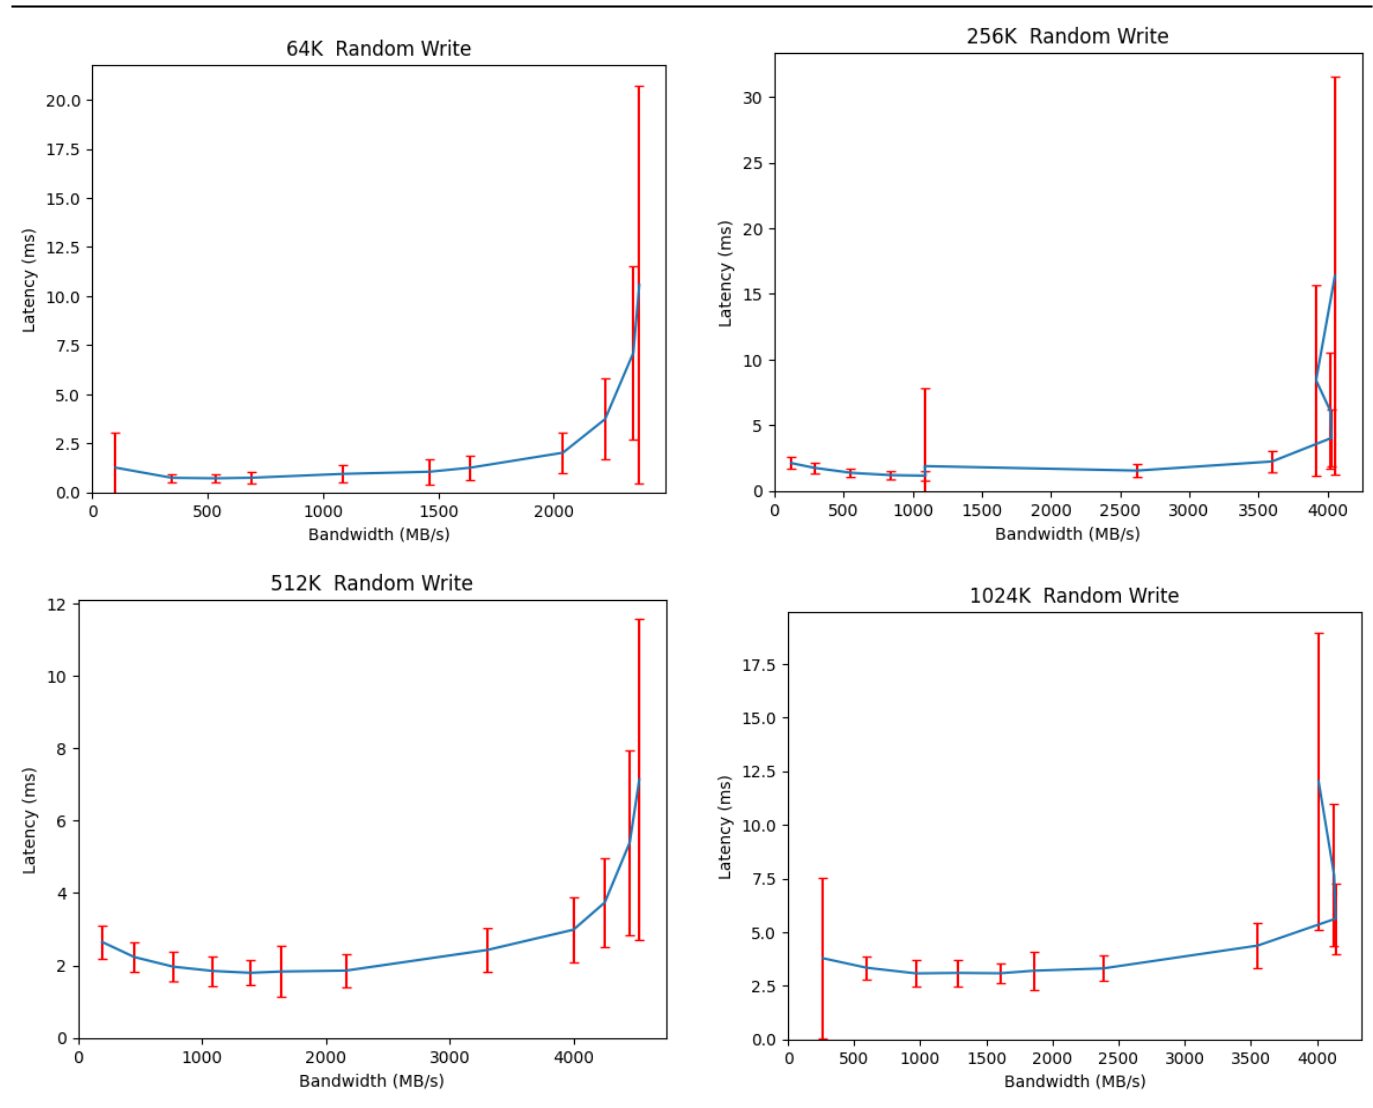 64K  Random Write
20.0
17.5
15.0
12.5
10.0
7.5
5.0
2.5
0.0
Latency (ms)
0 500 1000 1500 2000
Bandwidth (MB/s)
256K  Random Write
30
25
20
15
10
5
0
Latency (ms)
0 500 1000 1500 2000 2500 3000 3500 4000
Bandwidth (MB/s)
512K  Random Write
12
10
8
6
4
2
0
Latency (ms)
0 1000 2000 3000 4000
Bandwidth (MB/s)
1024K  Random Write
17.5
15.0
12.5
10.0
7.5
5.0
2.5
0.0
Latency (ms)
0 500 1000 1500 2000 2500 3000 3500 4000
Bandwidth (MB/s)